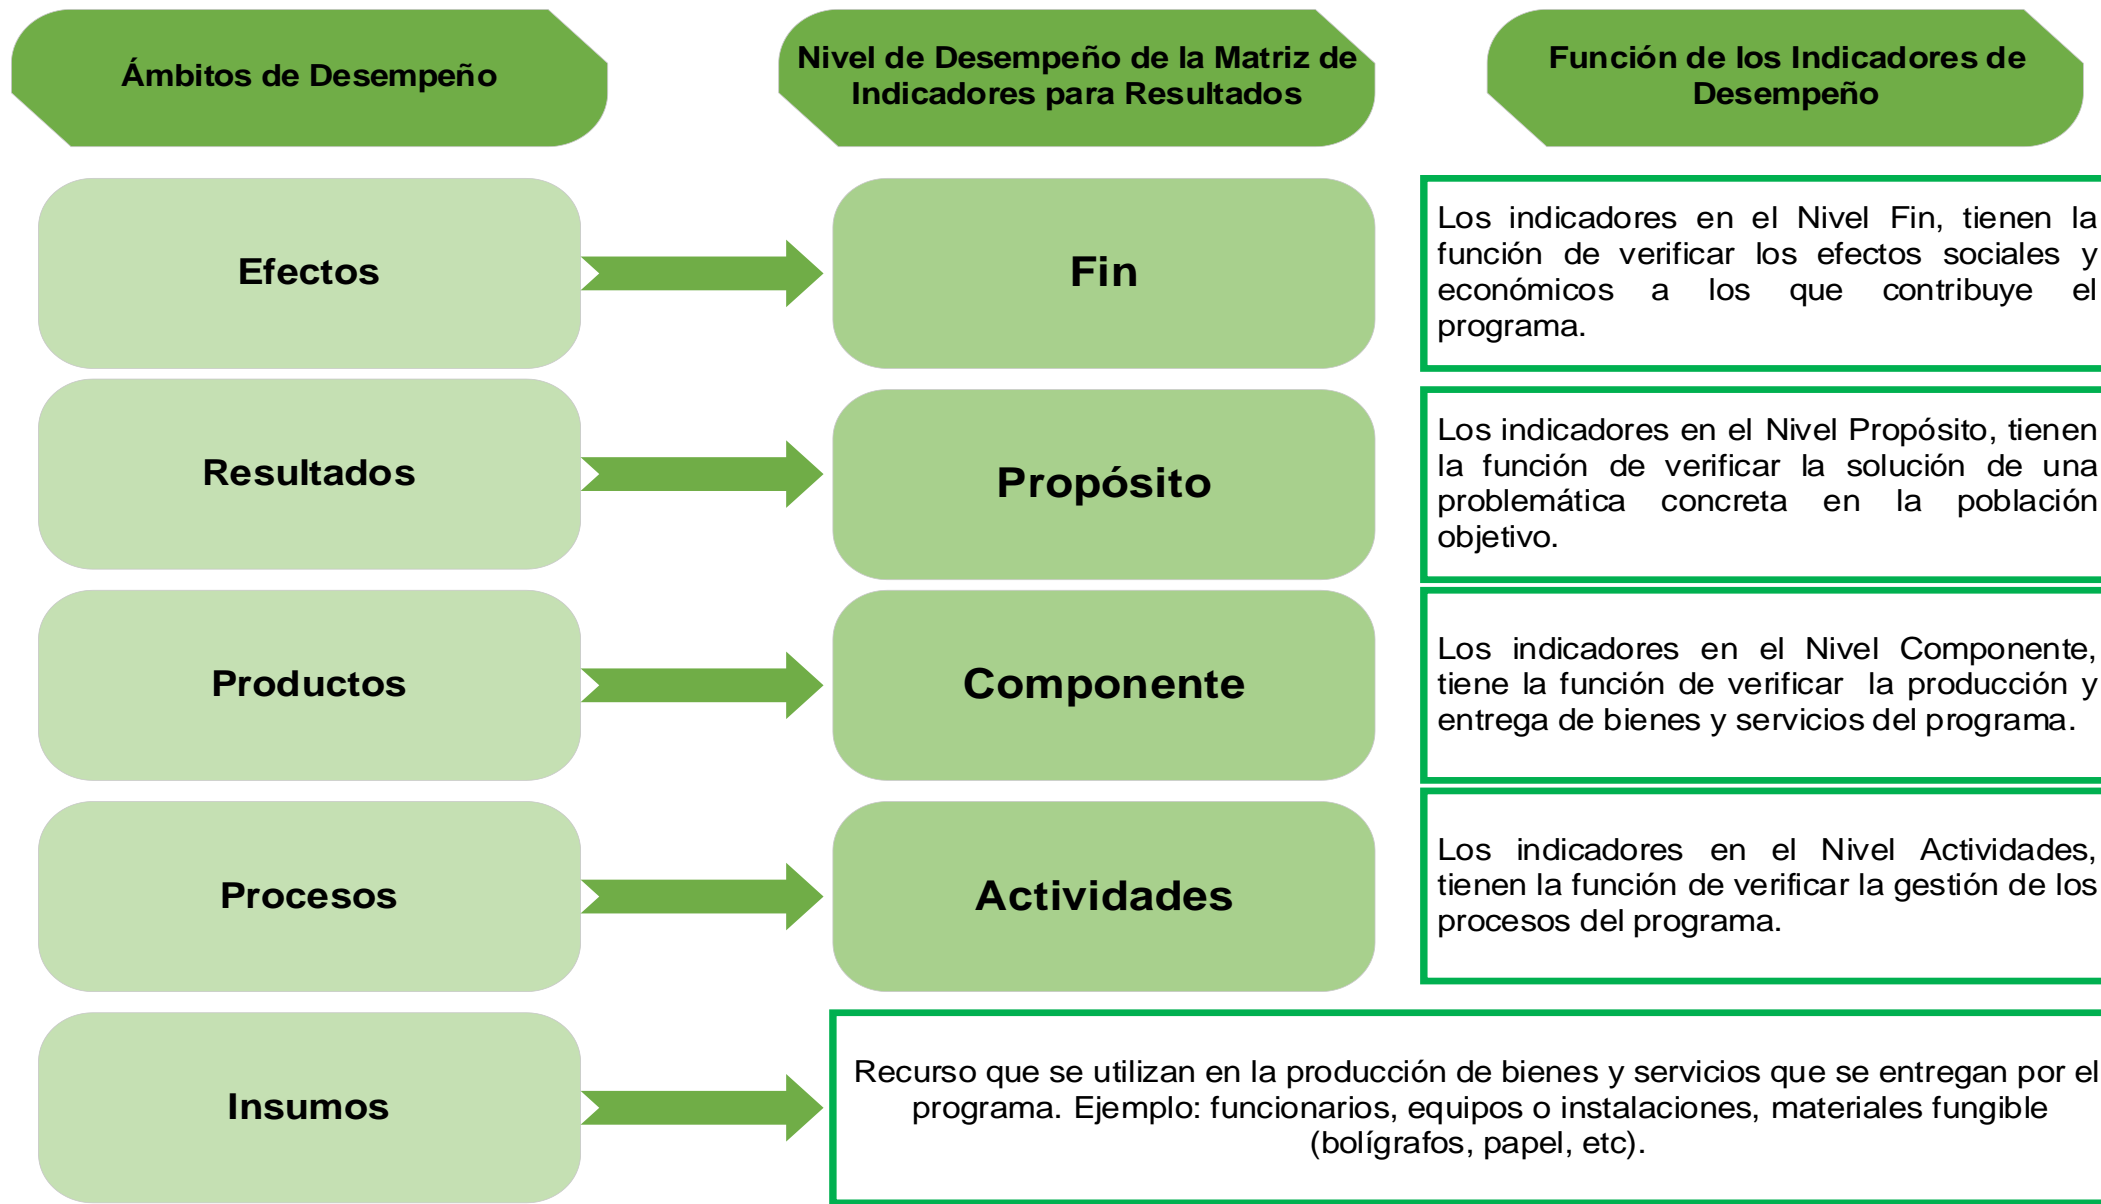 Ámbitos de Desempeño
Nivel de Desempeño de la Matriz de
Indicadores para Resultados
Función de los Indicadores de
Desempeño
Efectos
Fin
Los indicadores en el Nivel Fin, tienen la
función de verificar los efectos sociales y
económicos a los que contribuye el
programa.
Resultados
Propósito
Los indicadores en el Nivel Propósito, tienen
la función de verificar la solución de una
problemática concreta en la población
objetivo.
Productos
Componente
Los indicadores en el Nivel Componente,
tiene la función de verificar la producción y
entrega de bienes y servicios del programa.
Procesos
Actividades
Los indicadores en el Nivel Actividades,
tienen la función de verificar la gestión de los
procesos del programa.
Insumos
Recurso que se utilizan en la producción de bienes y servicios que se entregan por el
programa. Ejemplo: funcionarios, equipos o instalaciones, materiales fungible
(bolígrafos, papel, etc).